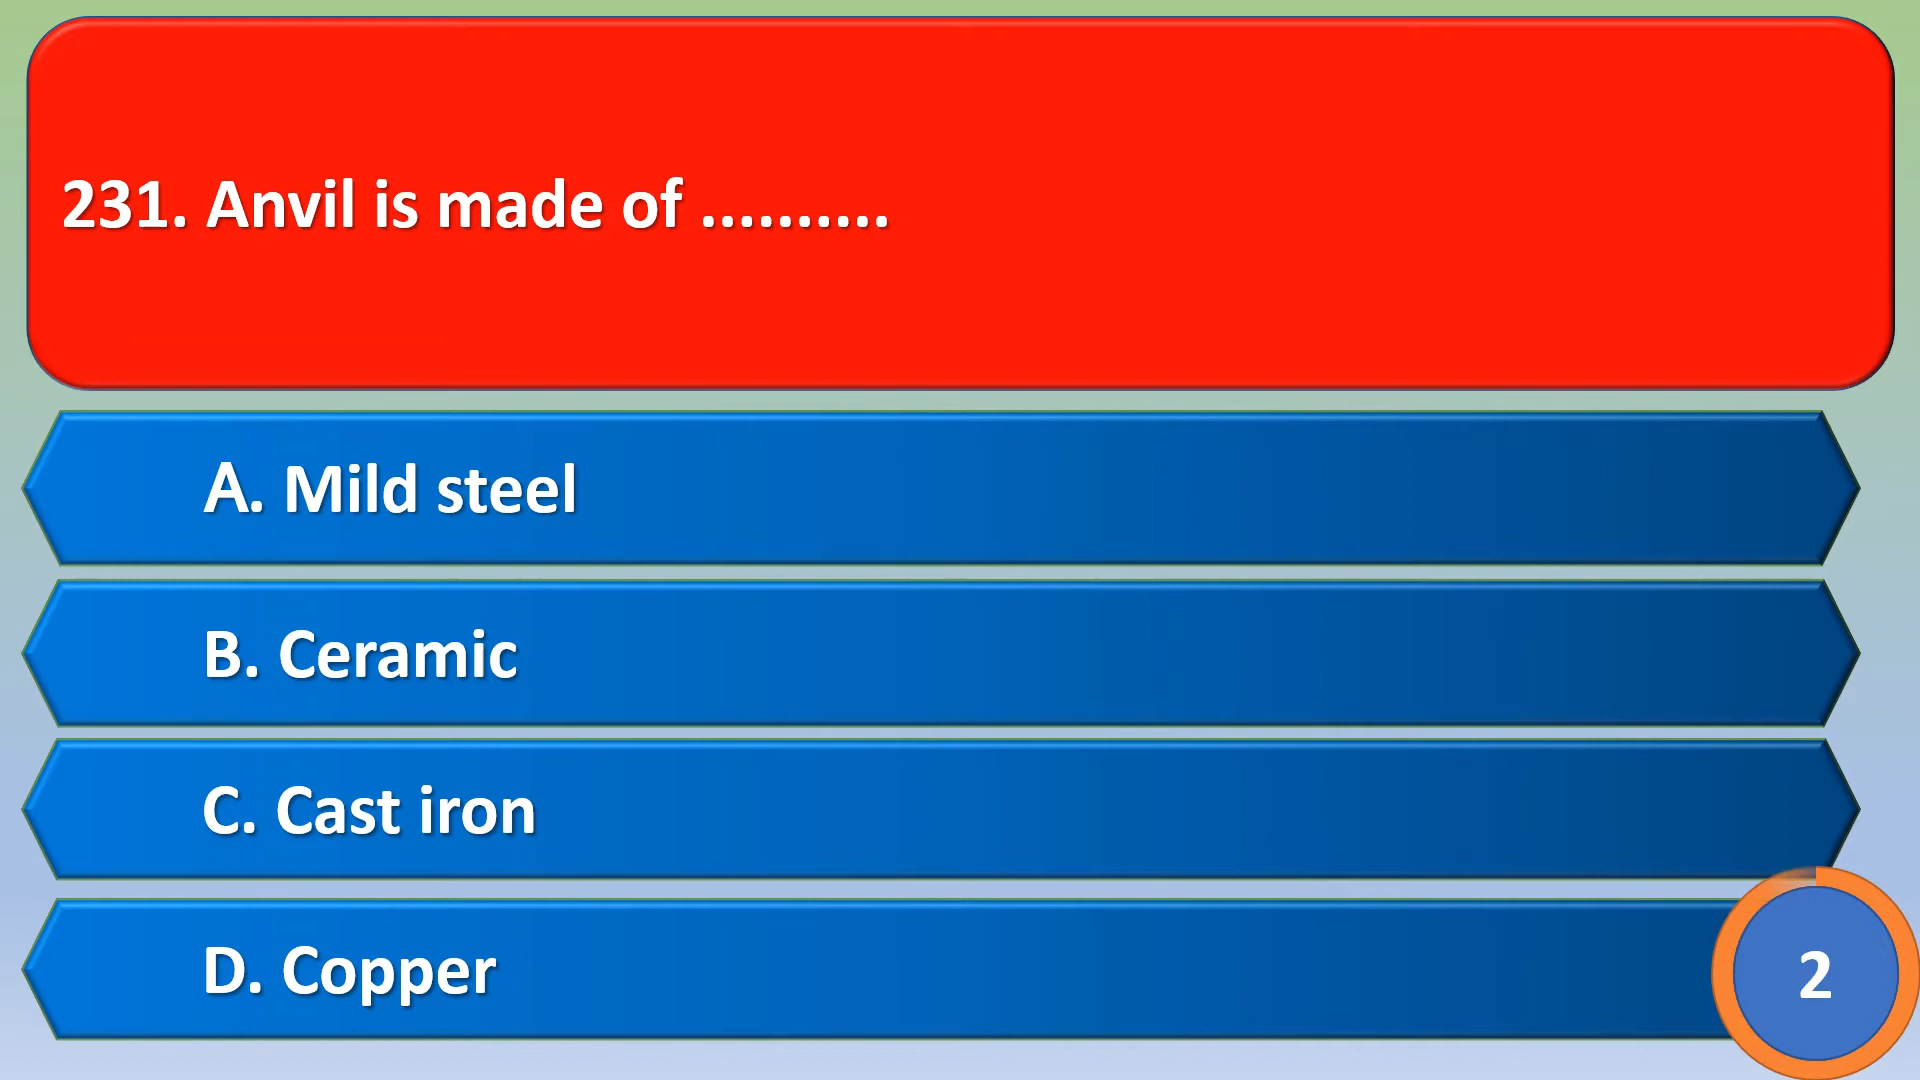 231. Anvil is made of ..........
A. Mild steel
B. Ceramic
C. Cast iron
D. Copper
2